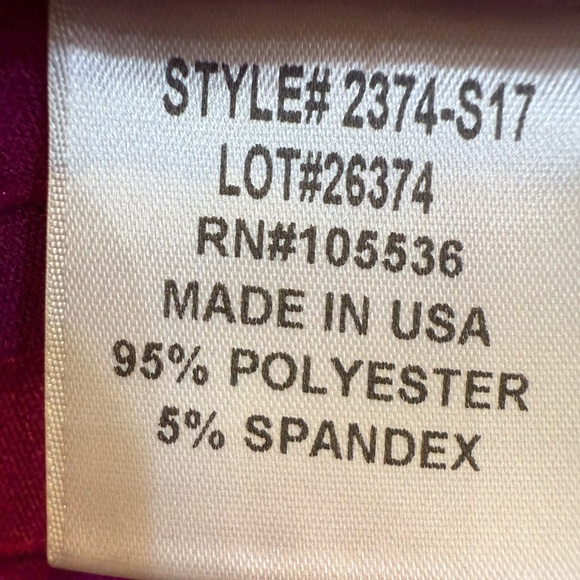 STYLE# 2374-S17
LOT#26374
RN#105536
MADE IN USA
95% POLYESTER
5% SPANDEX